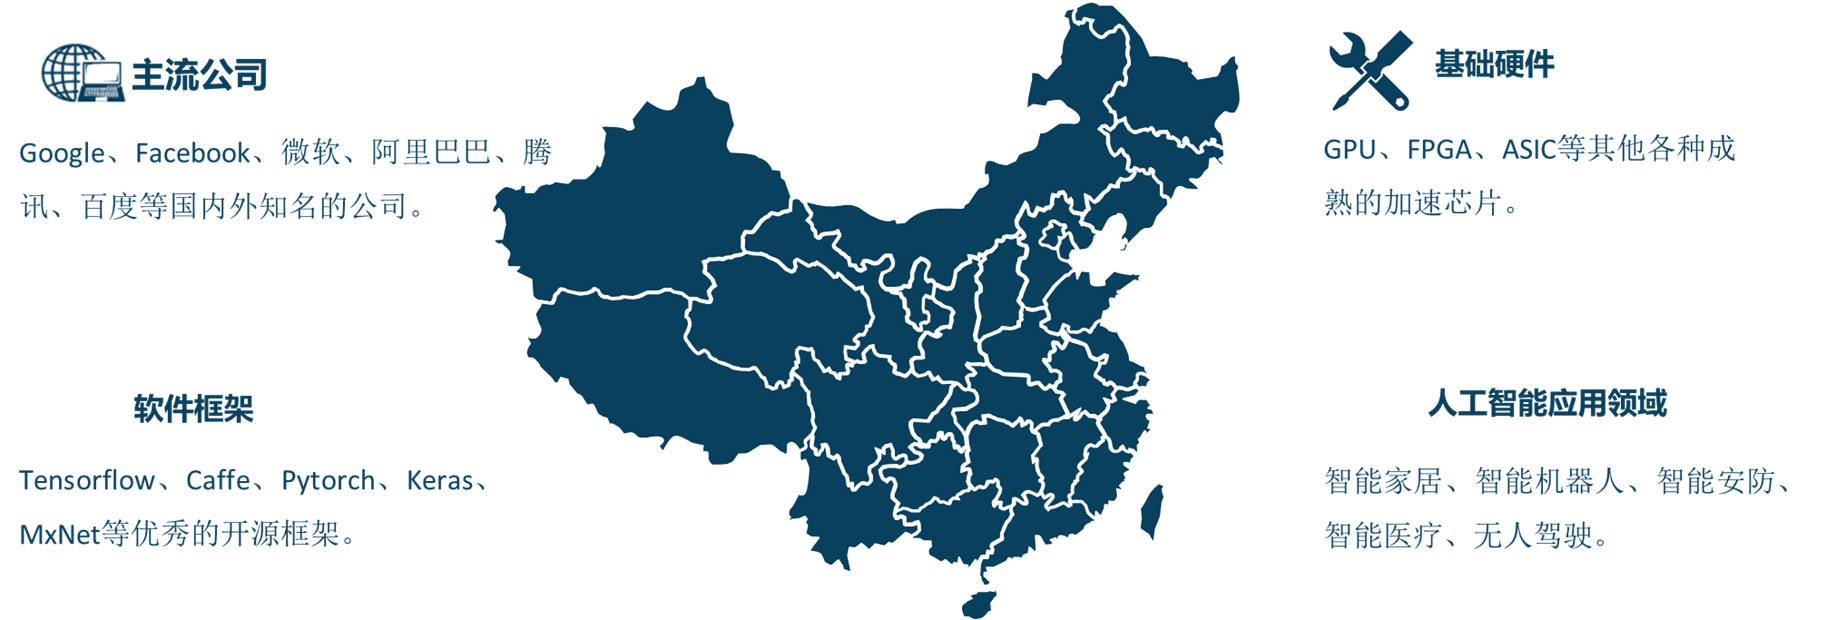 主流公司
Google、Facebook、微软、阿里巴巴、腾
讯、百度等国内外知名的公司。
基础硬件
GPU、FPGA、ASIC等其他各种成
熟的加速芯片。
软件框架
Tensorflow、Caffe、Pytorch、Keras、
MxNet等优秀的开源框架。
人工智能应用领域
智能家居、智能机器人、智能安防、
智能医疗、无人驾驶。